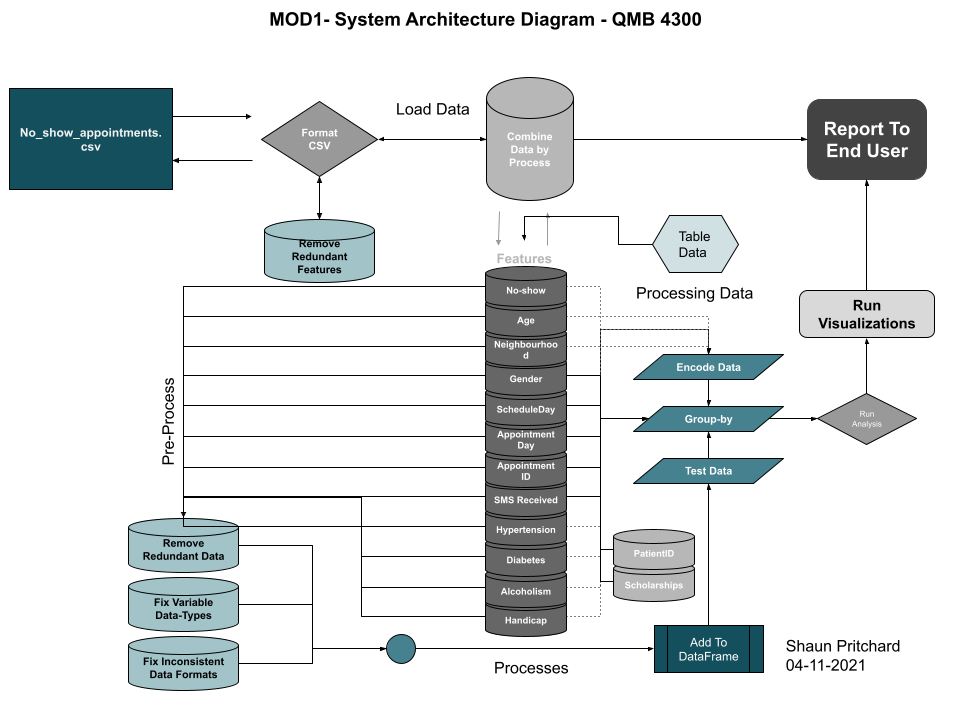 MOD1- System Architecture Diagram - QMB 4300
No_show_appointments.
csv
Format
CSV
Load Data
Combine
Data by
Process
Report To
End User
Remove
Redundant
Features
Table
Data
Features
Processing Data
No-show
Age
Neighbourhoo
d
Gender
ScheduleDay
Appointment
Day
Appointment
ID
SMS Received
Hypertension
Diabetes
Alcoholism
Handicap
Run
Visualizations
Encode Data
Group-by
Test Data
Run
Analysis
Pre-Process
Remove
Redundant Data
Fix Variable
Data-Types
Fix Inconsistent
Data Formats
PatientID
Scholarships
Processes
Add To
DataFrame
Shaun Pritchard
04-11-2021